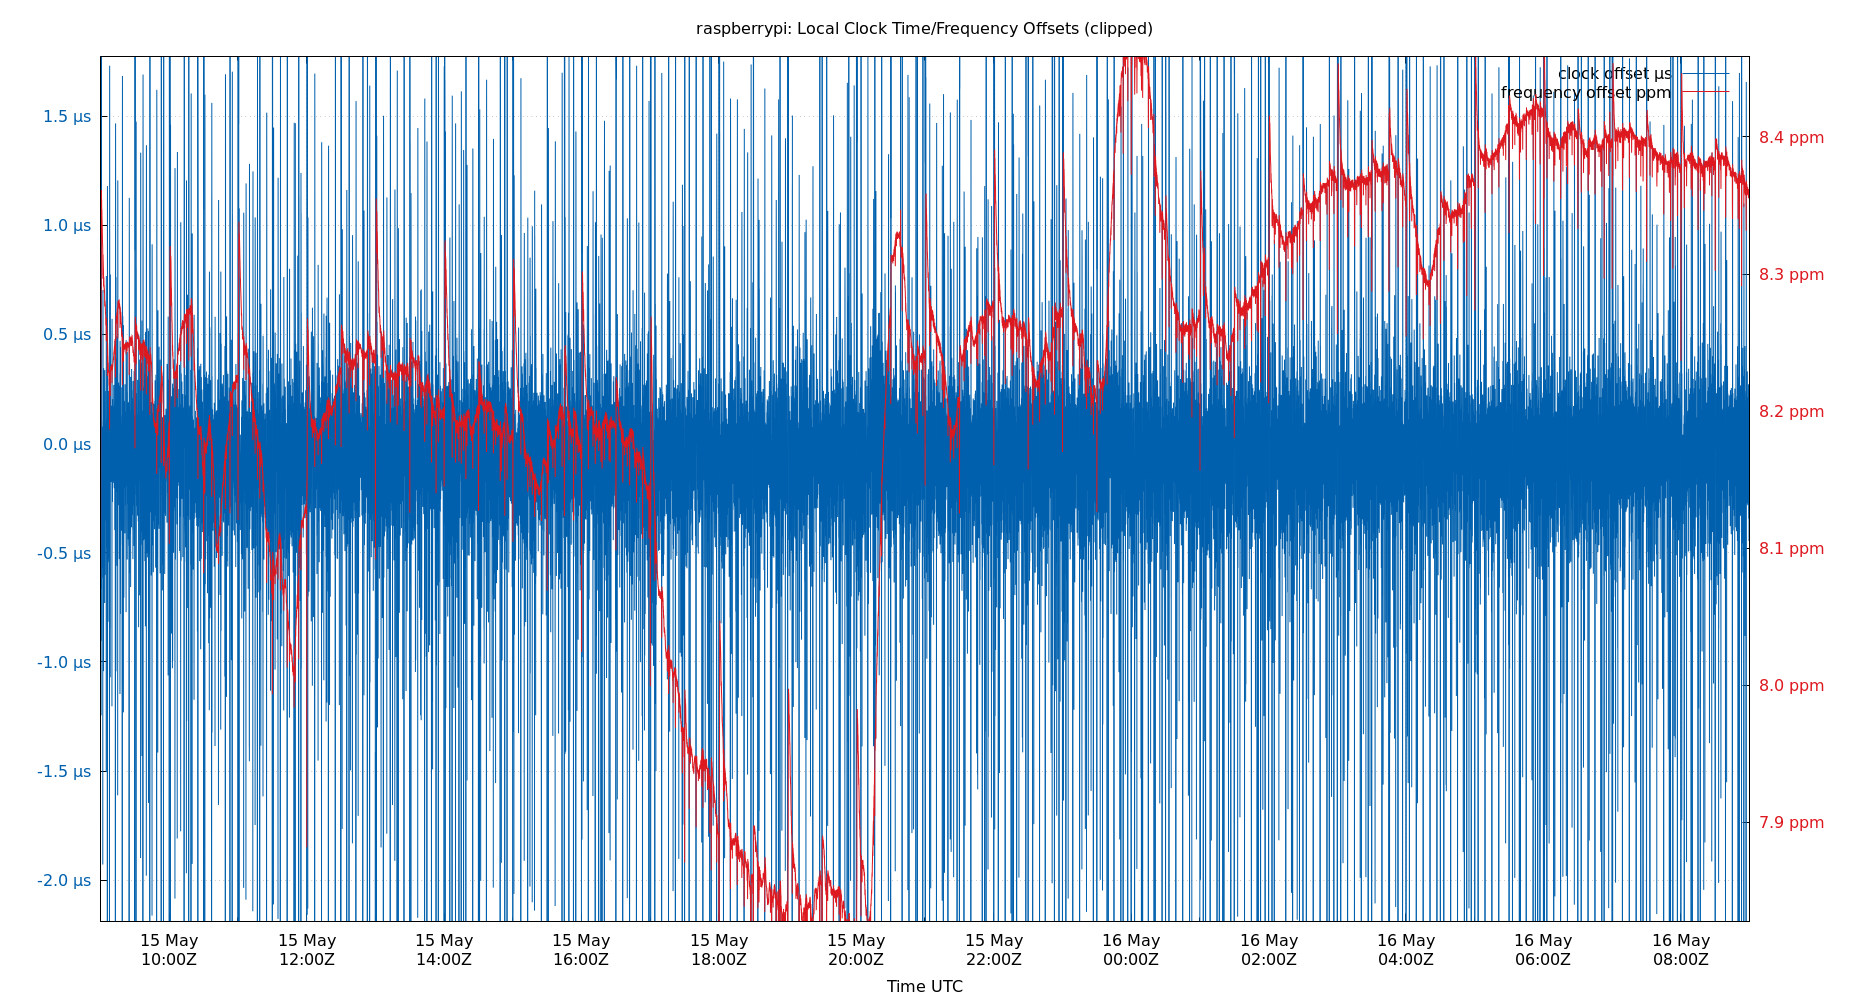 raspberrypi: Local Clock Time/Frequency Offsets (clipped)
clock offset µs
frequency offset ppm
1.5 µs
1.0 µs
0.5 µs
0.0 µs
-0.5 µs
-1.0 µs
-1.5 µs
-2.0 µs
8.4 ppm
8.3 ppm
8.2 ppm
8.1 ppm
8.0 ppm
7.9 ppm
15 May 15 May 15 May 15 May 15 May 15 May 15 May 16 May 16 May 16 May 16 May 16 May
10:00Z 12:00Z 14:00Z 16:00Z 18:00Z 20:00Z 22:00Z 00:00Z 02:00Z 04:00Z 06:00Z 08:00Z
Time UTC